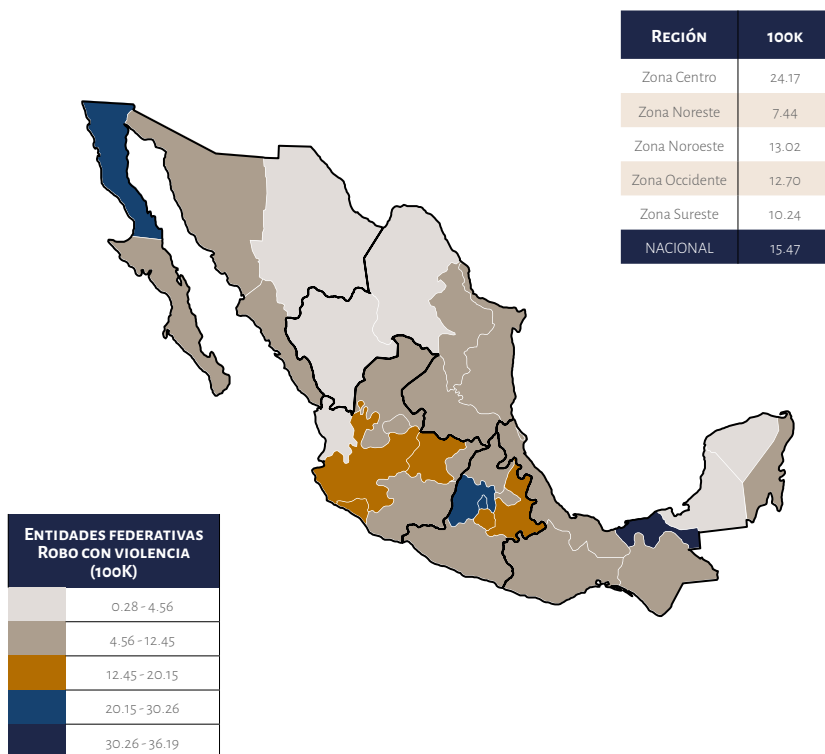 Región 100k
Zona Centro 24.17
Zona Noreste 7.44
Zona Noroeste 13.02
Zona Occidente 12.70
Zona Sureste 10.24
NACIONAL 15.47
Entidades federativas
Robo con violencia
(100K)
0.28 - 4.56
4.56 - 12.45
12.45 - 20.15
20.15 - 30.26
30.26 - 36.19